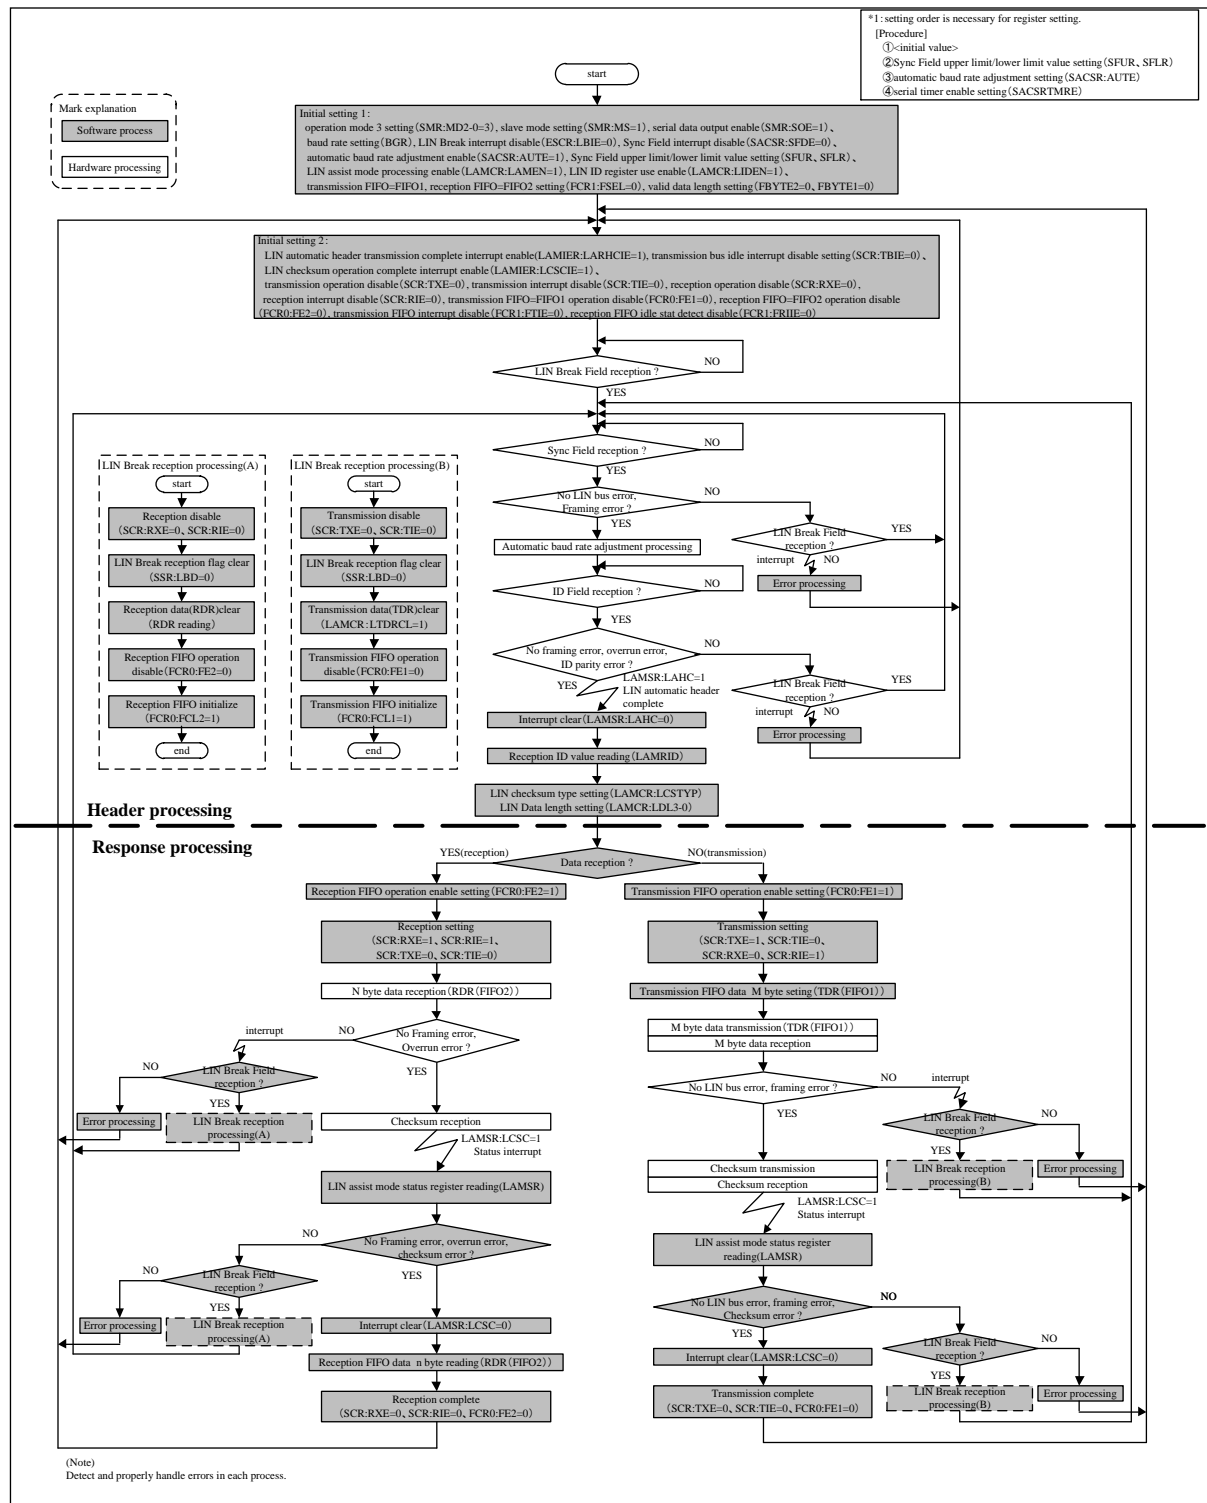 *1：setting order is necessary for register setting.
[Procedure]
①<initial value>
②Sync Field upper limit/lower limit value setting(SFUR、SFLR)
③automatic baud rate adjustment setting(SACSR:AUTE)
④serial timer enable setting(SACSRTMRE)
start
Mark explanation
Software process
Hardware processing
Initial setting 1：
operation mode 3 setting(SMR:MD2-0=3), slave mode setting(SMR:MS=1), serial data output enable(SMR:SOE=1)、
baud rate setting(BGR), LIN Break interrupt disable(ESCR:LBIE=0), Sync Field interrupt disable(SACSR:SFDE=0)、
automatic baud rate adjustment enable(SACSR:AUTE=1), Sync Field upper limit/lower limit value setting(SFUR、SFLR)、
LIN assist mode processing enable(LAMCR:LAMEN=1), LIN ID register use enable(LAMCR:LIDEN=1)、
transmission FIFO=FIFO1, reception FIFO=FIFO2 setting(FCR1:FSEL=0), valid data length setting(FBYTE2=0、FBYTE1=0)
Initial setting 2：
LIN automatic header transmission complete interrupt enable(LAMIER:LARHCIE=1), transmission bus idle interrupt disable setting(SCR:TBIE=0)、
LIN checksum operation complete interrupt enable(LAMIER:LCSCIE=1)、
transmission operation disable(SCR:TXE=0), transmission interrupt disable(SCR:TIE=0), reception operation disable(SCR:RXE=0),
reception interrupt disable(SCR:RIE=0), transmission FIFO=FIFO1 operation disable(FCR0:FE1=0), reception FIFO=FIFO2 operation disable
(FCR0:FE2=0), transmission FIFO interrupt disable(FCR1:FTIE=0), reception FIFO idle stat detect disable(FCR1:FRIIE=0)
LIN Break Field reception ?
NO
YES
Sync Field reception ?
NO
YES
No LIN bus error,
Framing error ?
NO
YES
LIN Break Field
reception ?
YES
interrupt
NO
Error processing
Automatic baud rate adjustment processing
ID Field reception ?
NO
YES
No framing error, overrun error,
ID parity error ?
NO
YES
LIN Break Field
reception ?
YES
interrupt
NO
Error processing
LAMSR:LAHC=1
LIN automatic header
complete
Interrupt clear(LAMSR:LAHC=0)
Reception ID value reading(LAMRID)
LIN checksum type setting(LAMCR:LCSTYP)
LIN Data length setting(LAMCR:LDL3-0)
LIN Break reception processing(A)
start
Reception disable
(SCR:RXE=0、SCR:RIE=0)
LIN Break reception flag clear
(SSR:LBD=0)
Reception data(RDR)clear
(RDR reading)
Reception FIFO operation
disable(FCR0:FE2=0)
Reception FIFO initialize
(FCR0:FCL2=1)
end
LIN Break reception processing(B)
start
Transmission disable
(SCR:TXE=0、SCR:TIE=0)
LIN Break reception flag clear
(SSR:LBD=0)
Transmission data(TDR)clear
(LAMCR：LTDRCL=1)
Transmission FIFO operation
disable(FCR0:FE1=0)
Transmission FIFO initialize
(FCR0:FCL1=1)
end
Header processing
Response processing
YES(reception)
Data reception ?
NO(transmission)
Reception FIFO operation enable setting(FCR0:FE2=1)
Reception setting
(SCR:RXE=1、SCR:RIE=1、
SCR:TXE=0、SCR:TIE=0)
N byte data reception(RDR(FIFO2))
No Framing error,
Overrun error ?
NO
interrupt
YES
LIN Break Field
reception ?
NO
YES
Error processing
LIN Break reception
processing(A)
Checksum reception
LAMSR:LCSC=1
Status interrupt
LIN assist mode status register reading(LAMSR)
No Framing error, overrun error,
checksum error ?
NO
YES
LIN Break Field
reception ?
NO
YES
Error processing
LIN Break reception
processing(A)
Interrupt clear(LAMSR:LCSC=0)
Reception FIFO data n byte reading(RDR(FIFO2))
Reception complete
(SCR:RXE=0、SCR:RIE=0、FCR0:FE2=0)
Transmission FIFO operation enable setting(FCR0:FE1=1)
Transmission setting
(SCR:TXE=1、SCR:TIE=0、
SCR:RXE=0、SCR:RIE=1)
Transmission FIFO data M byte seting(TDR(FIFO1))
M byte data transmission(TDR(FIFO1))
M byte data reception
No LIN bus error, framing error ?
NO
interrupt
YES
LIN Break Field
reception ?
NO
YES
LIN Break reception
processing(B)
Error processing
Checksum transmission
Checksum reception
LAMSR:LCSC=1
Status interrupt
LIN assist mode status register
reading(LAMSR)
No LIN bus error, framing error,
Checksum error ?
NO
YES
LIN Break Field
reception ?
NO
YES
LIN Break reception
processing(B)
Error processing
Interrupt clear(LAMSR:LCSC=0)
Transmission complete
(SCR:TXE=0、SCR:TIE=0、FCR0:FE1=0)
(Note)
Detect and properly handle errors in each process.